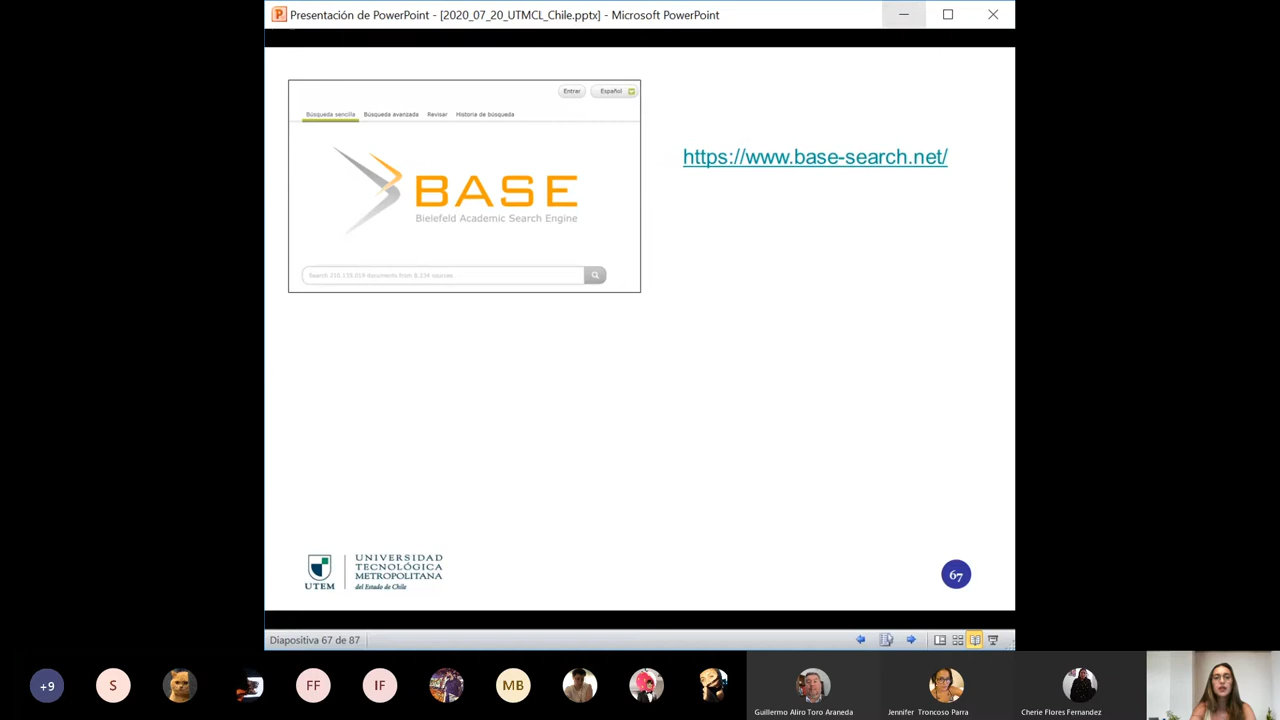 Presentación de PowerPoint - [2020_07_20_UTMCL_Chile.pptx] - Microsoft PowerPoint
Entrar
Español
Búsqueda sencilla
Búsqueda avanzada
Revisar
Historia de búsqueda
https://www.base-search.net/
BASE
Bielefeld Academic Search Engine
UTEM
UNIVERSIDAD
TECNOLÓGICA
METROPOLITANA
del Estado de Chile
67
Diapositiva 67 de 87
+9
S
FF
IF
MB
Guillermo Aliro Toro Araneda
Jennifer Troncoso Parra
Cherie Flores Fernandez